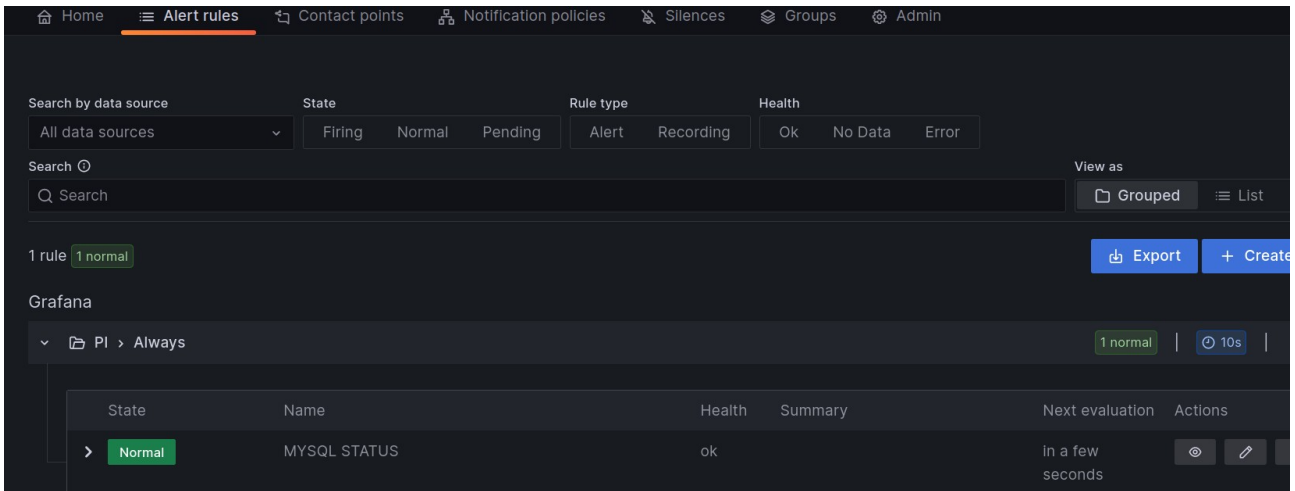 Home Alert rules Contact points Notification policies Silences Groups Admin
Search by data source State Rule type Health
All data sources Firing Normal Pending Alert Recording Ok No Data Error
Search View as
Search Grouped List
1 rule 1 normal Export + Create
Grafana
PI > Always 1 normal | 10s |
State Name Health Summary Next evaluation Actions
Normal MYSQL STATUS ok in a few
seconds